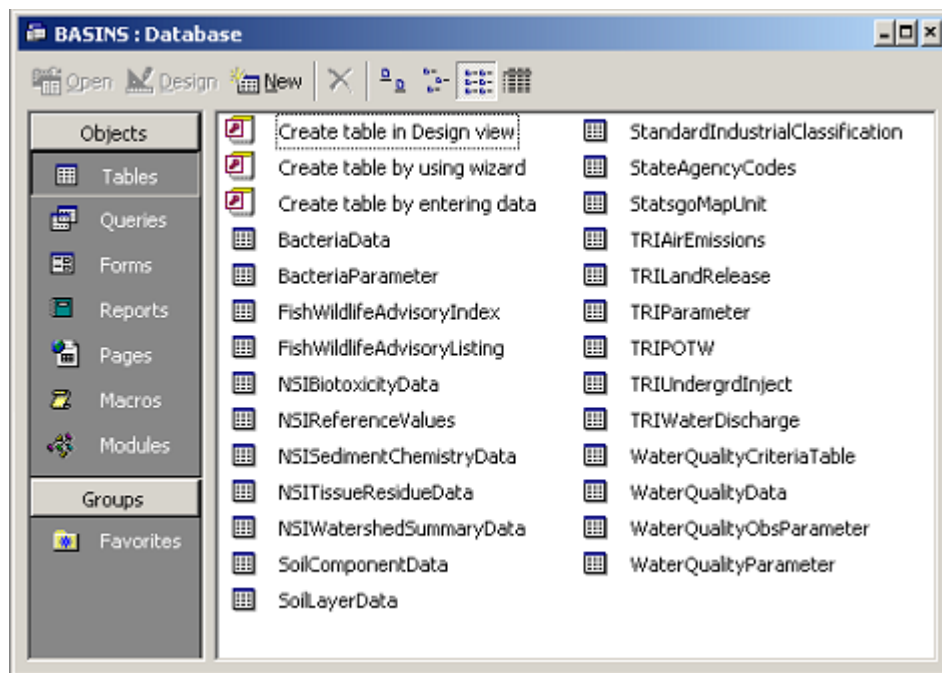 BASINS : Database
Open Design New
Objects
Tables
Queries
Forms
Reports
Pages
Macros
Modules
Groups
Favorites
Create table in Design view
Create table by using wizard
Create table by entering data
BacteriaData
BacteriaParameter
FishWildlifeAdvisoryIndex
FishWildlifeAdvisoryListing
NSIBiotoxicityData
NSIReferenceValues
NSISedimentChemistryData
NSITissueResidueData
NSIWatershedSummaryData
SoilComponentData
SoilLayerData
StandardIndustrialClassification
StateAgencyCodes
StatsgoMapUnit
TRIAirEmissions
TRILandRelease
TRIParameter
TRIPOTW
TRIUndergrdInject
TRIWaterDischarge
WaterQualityCriteriaTable
WaterQualityData
WaterQualityObsParameter
WaterQualityParameter